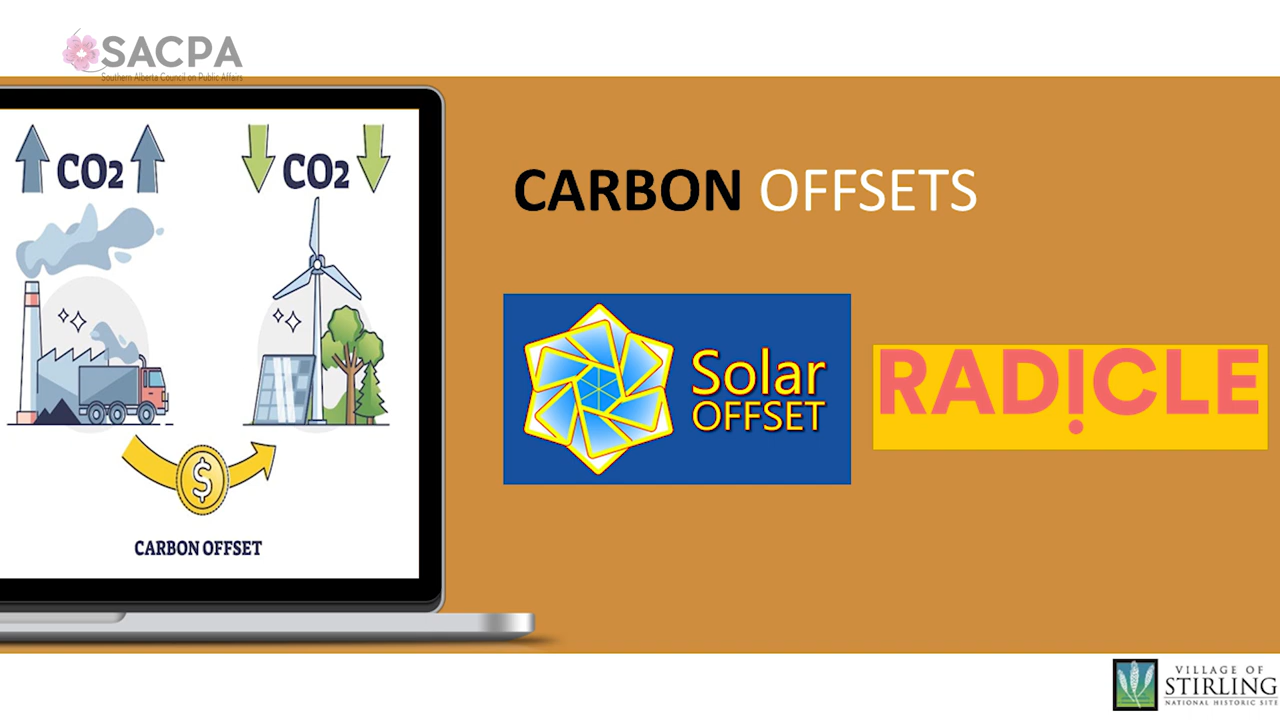 SACPA
Southern Alberta Council on Public Affairs
CO2
CO2
$
CARBON OFFSET
CARBON OFFSETS
Solar
OFFSET
RADICLE
VILLAGE OF
STIRLING
NATIONAL HISTORIC SITE